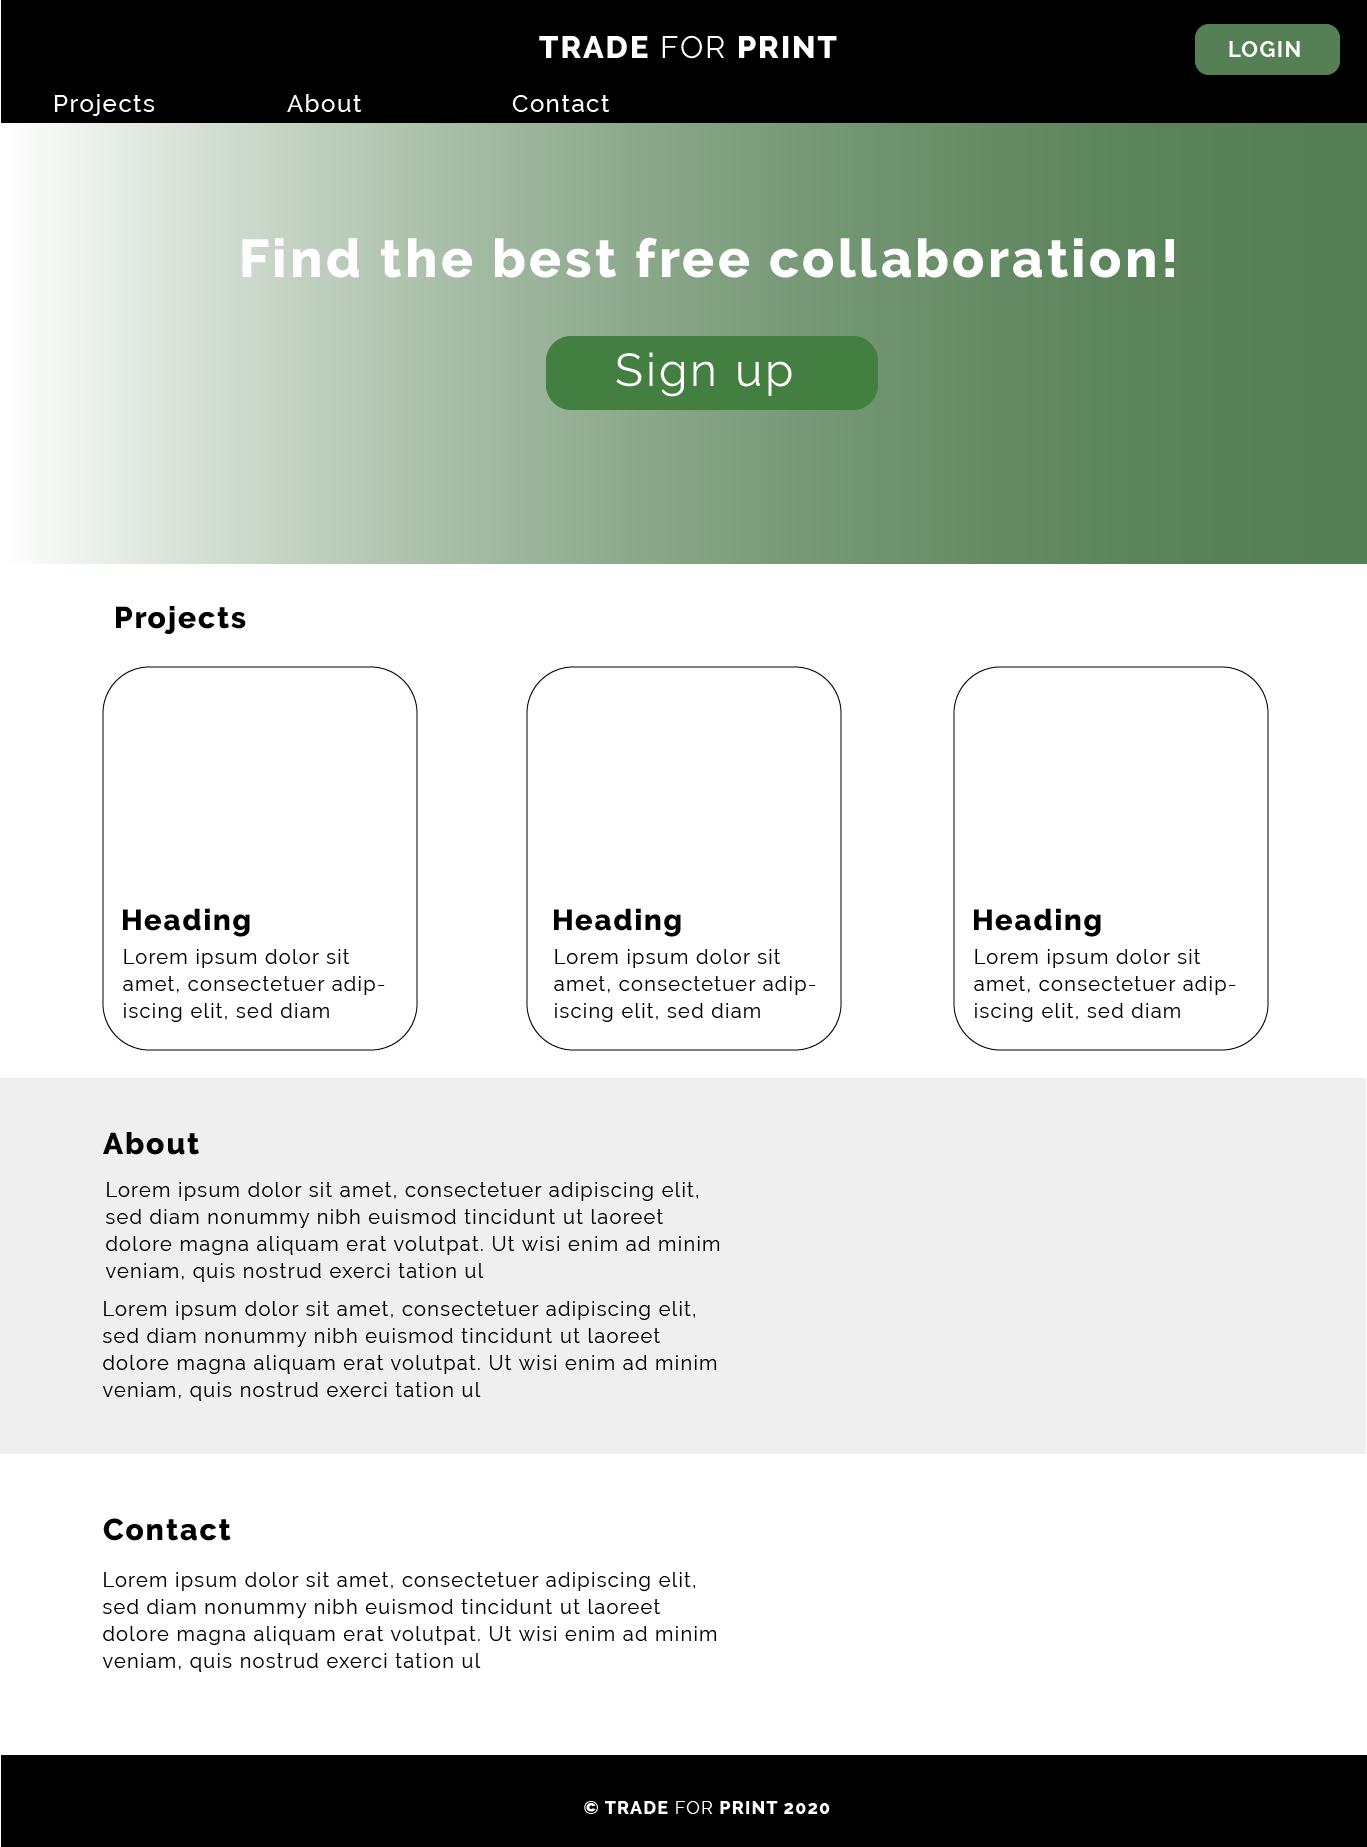 TRADE FOR PRINT
LOGIN
Projects About Contact
Find the best free collaboration!
Sign up
Projects
Heading
Lorem ipsum dolor sit
amet, consectetuer adip-
iscing elit, sed diam
Heading
Lorem ipsum dolor sit
amet, consectetuer adip-
iscing elit, sed diam
Heading
Lorem ipsum dolor sit
amet, consectetuer adip-
iscing elit, sed diam
About
Lorem ipsum dolor sit amet, consectetuer adipiscing elit,
sed diam nonummy nibh euismod tincidunt ut laoreet
dolore magna aliquam erat volutpat. Ut wisi enim ad minim
veniam, quis nostrud exerci tation ul
Lorem ipsum dolor sit amet, consectetuer adipiscing elit,
sed diam nonummy nibh euismod tincidunt ut laoreet
dolore magna aliquam erat volutpat. Ut wisi enim ad minim
veniam, quis nostrud exerci tation ul
Contact
Lorem ipsum dolor sit amet, consectetuer adipiscing elit,
sed diam nonummy nibh euismod tincidunt ut laoreet
dolore magna aliquam erat volutpat. Ut wisi enim ad minim
veniam, quis nostrud exerci tation ul
© TRADE FOR PRINT 2020